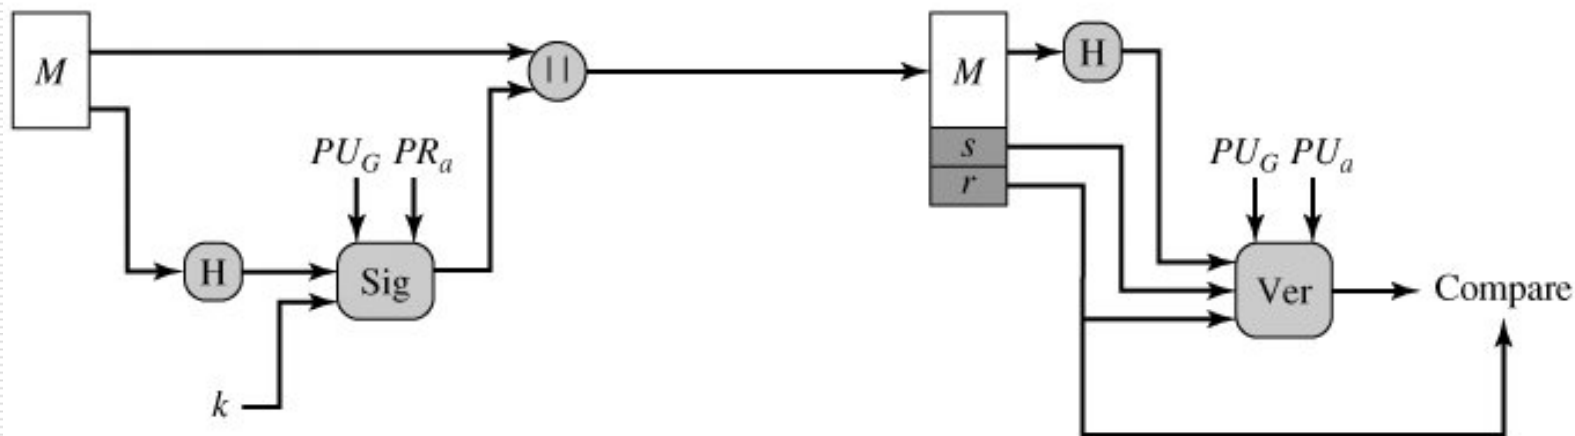 M
||
PU_G PR_a
H
Sig
k
M
H
s
r
PU_G PU_a
Ver
Compare